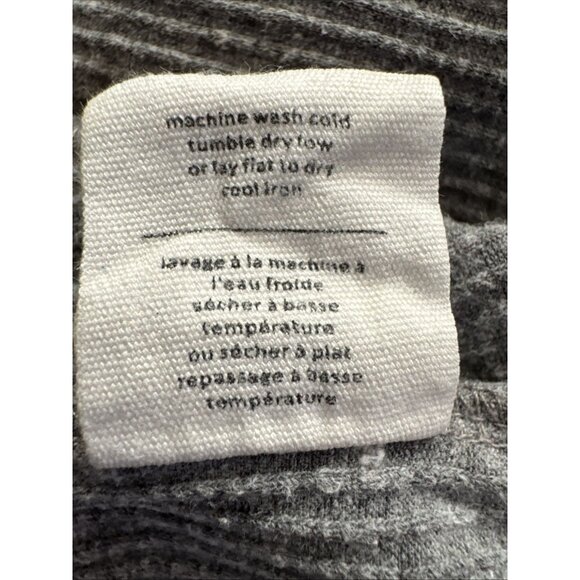 machine wash cold
tumble dry low
or lay flat to dry
cool iron
lavage à la machine à
l'eau froide
sécher à basse
température
ou sécher à plat
repassage à basse
température